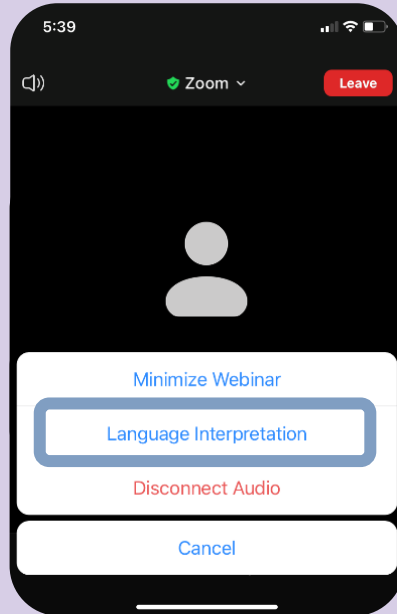 5:39
Zoom
Leave
Minimize Webinar
Language Interpretation
Disconnect Audio
Cancel